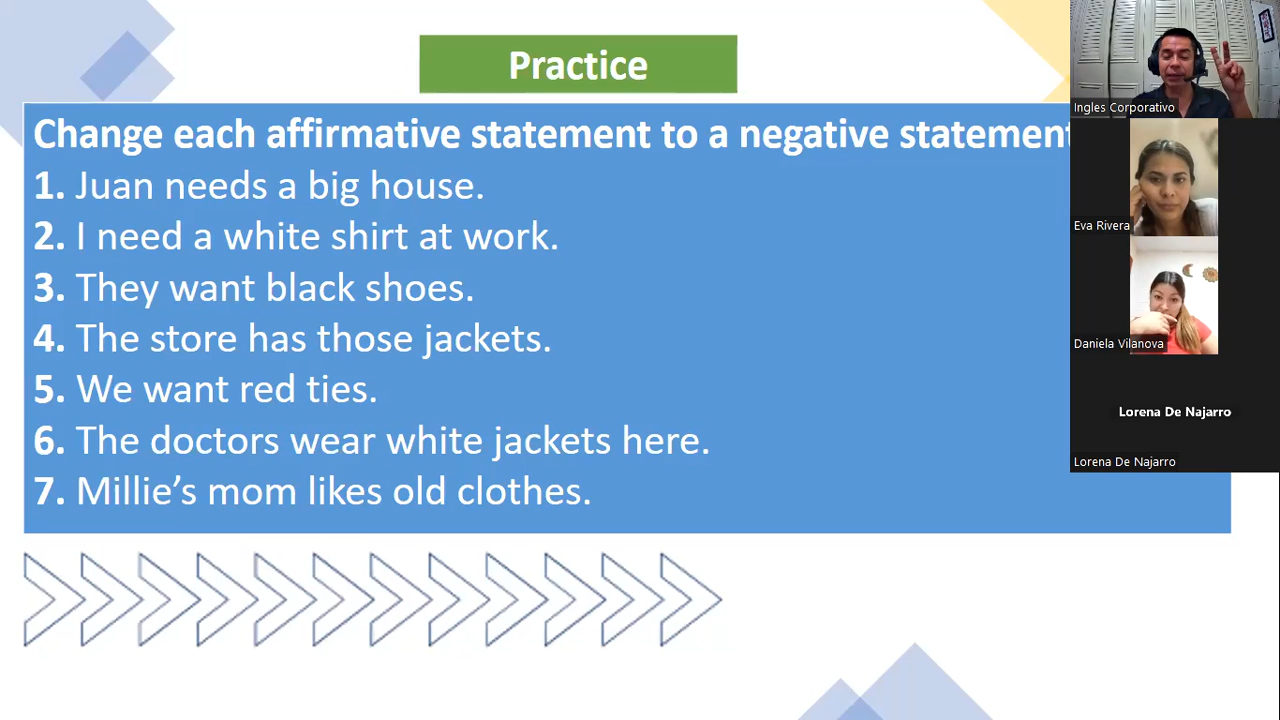 Practice
Change each affirmative statement to a negative statement
1. Juan needs a big house.
2. I need a white shirt at work.
3. They want black shoes.
4. The store has those jackets.
5. We want red ties.
6. The doctors wear white jackets here.
7. Millie’s mom likes old clothes.
Ingles Corporativo
Eva Rivera
Daniela Vilanova
Lorena De Najarro
Lorena De Najarro